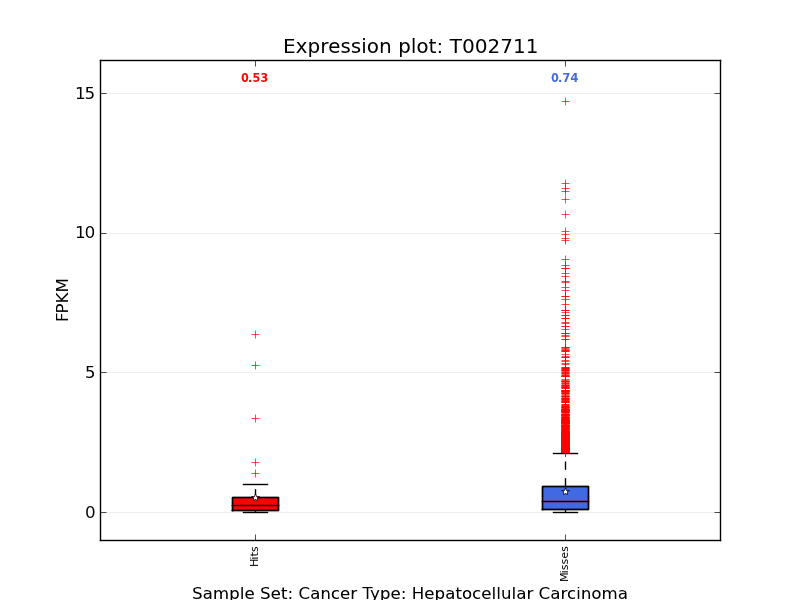 Expression plot: T002711
0.53
0.74
15
10
5
0
FPKM
Hits
Misses
Sample Set: Cancer Type: Hepatocellular Carcinoma